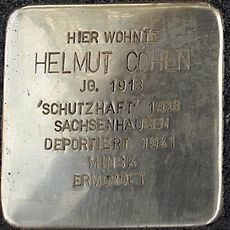 HIER WOHNTE
HELMUT COHEN
JG. 1913
'SCHUTZHAFT' 1938
SACHSENHAUSEN
DEPORTIERT 1941
MINSK
ERMORDET